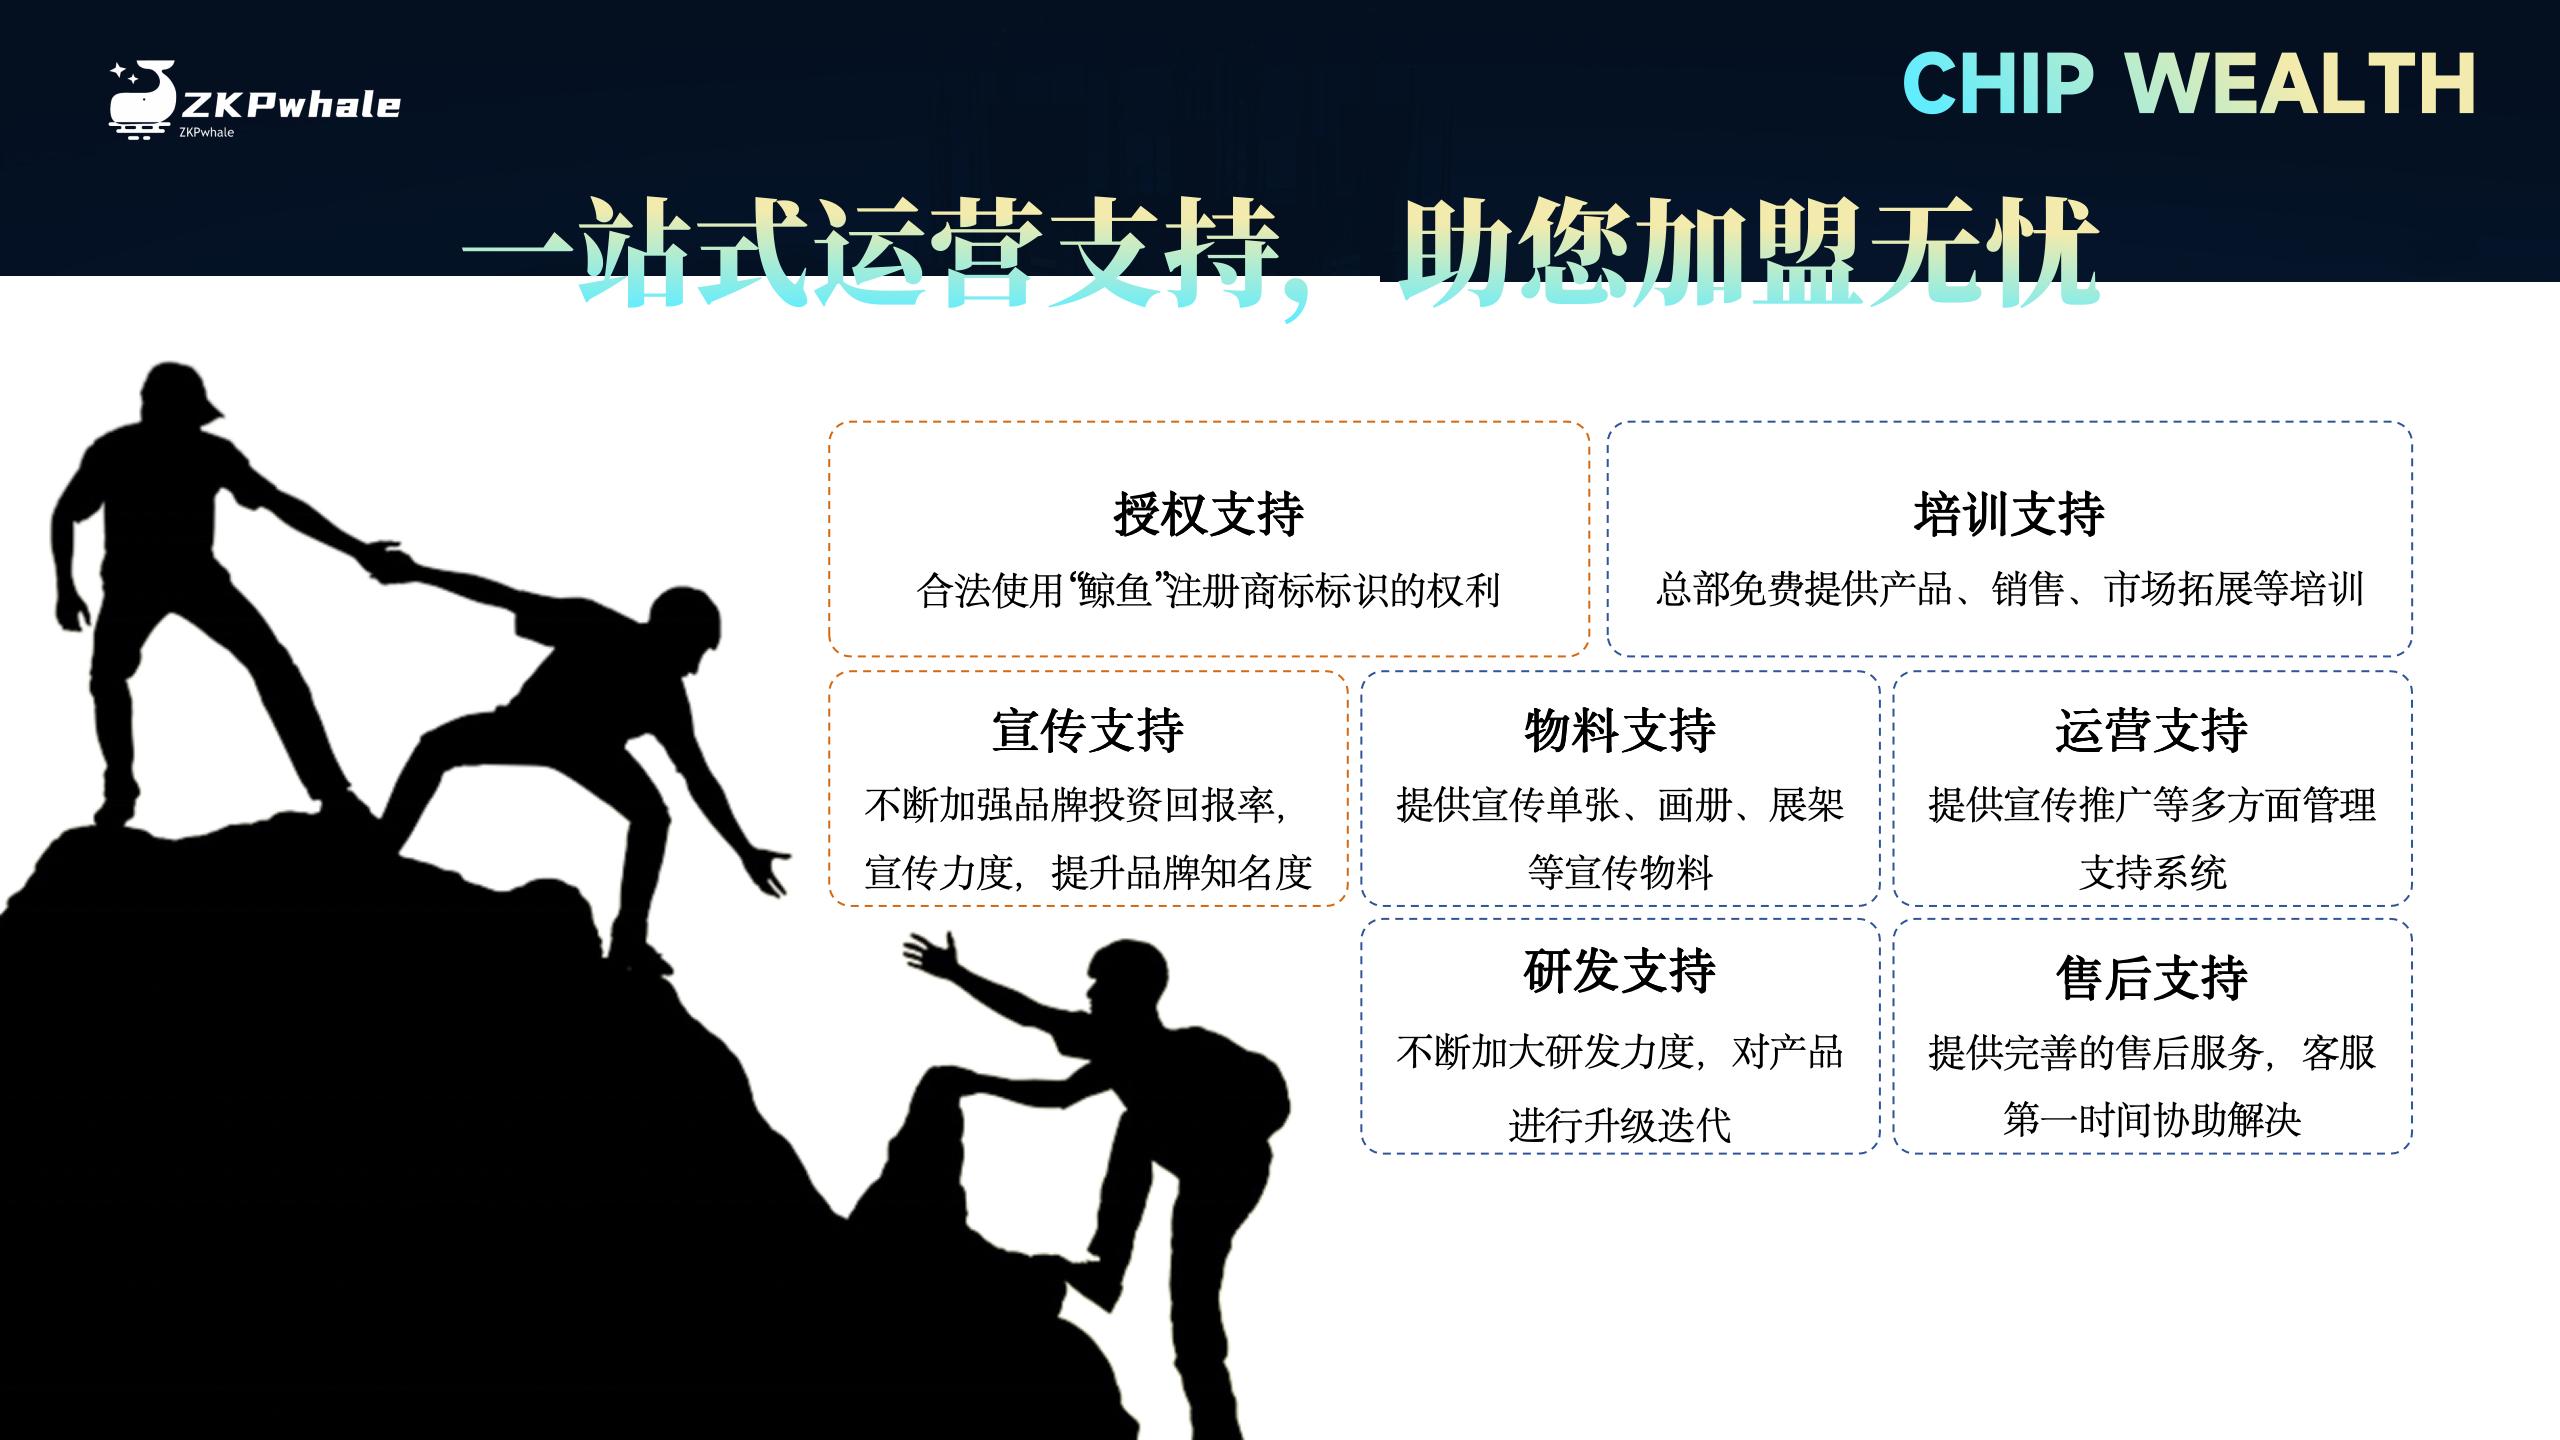 ZKPwhale
ZKPwhale
CHIP WEALTH
一站式运营支持，助您加盟无忧
授权支持
合法使用“鲸鱼”注册商标标识的权利
培训支持
总部免费提供产品、销售、市场拓展等培训
宣传支持
不断加强品牌投资回报率，
宣传力度，提升品牌知名度
物料支持
提供宣传单张、画册、展架
等宣传物料
运营支持
提供宣传推广等多方面管理
支持系统
研发支持
不断加大研发力度，对产品
进行升级迭代
售后支持
提供完善的售后服务，客服
第一时间协助解决